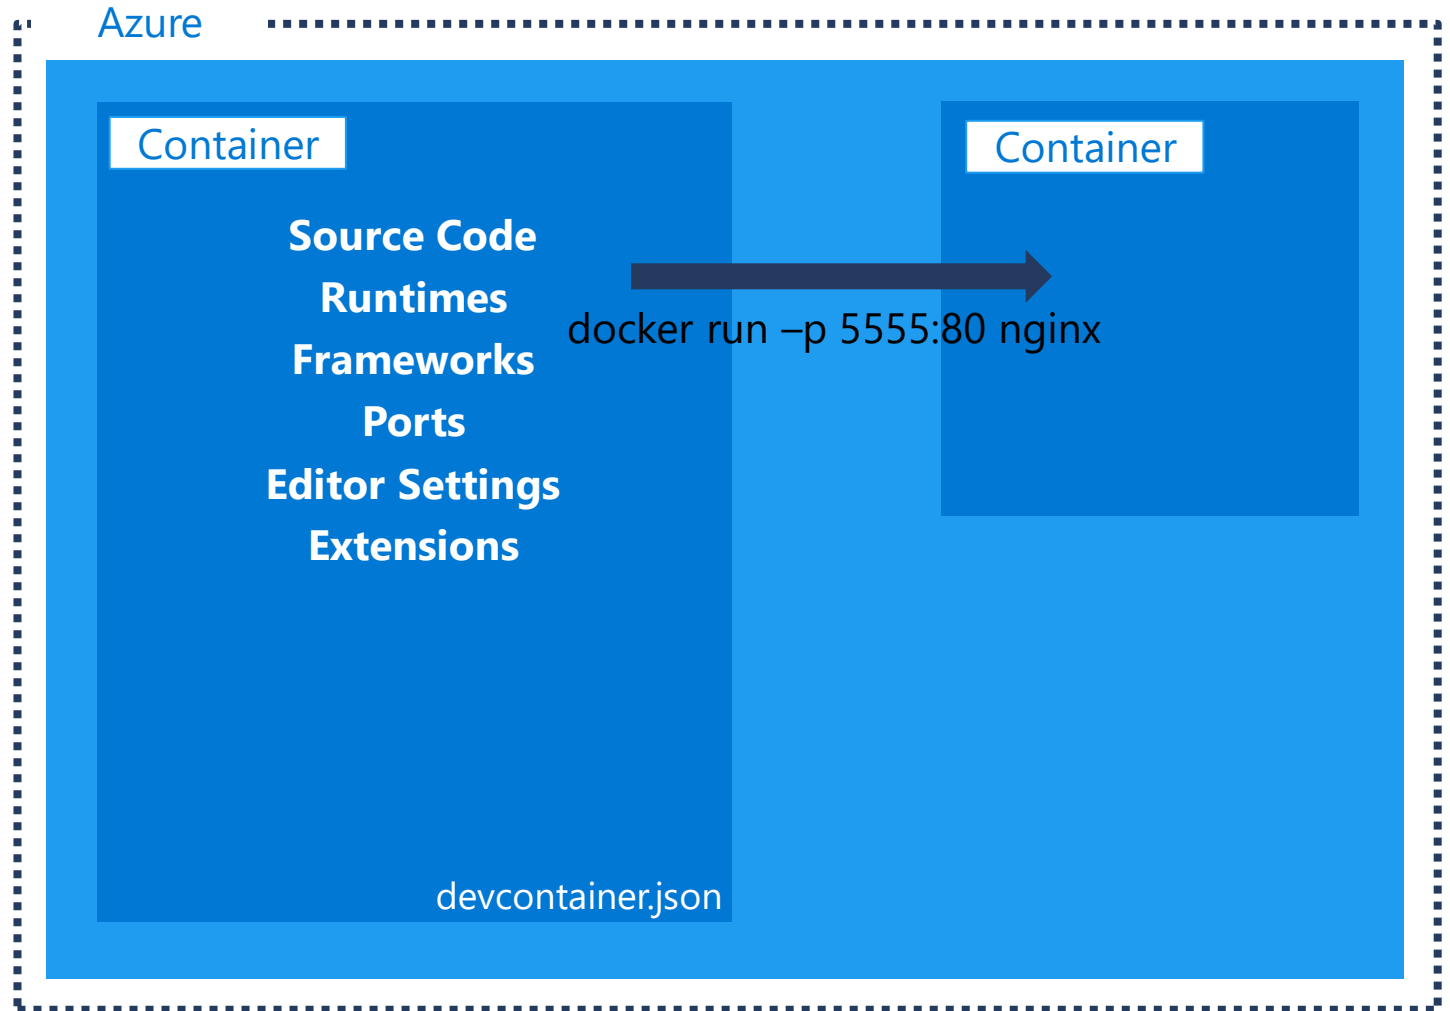 Azure
Container
Source Code
Runtimes
Frameworks
Ports
Editor Settings
Extensions
devcontainer.json
docker run –p 5555:80 nginx
Container